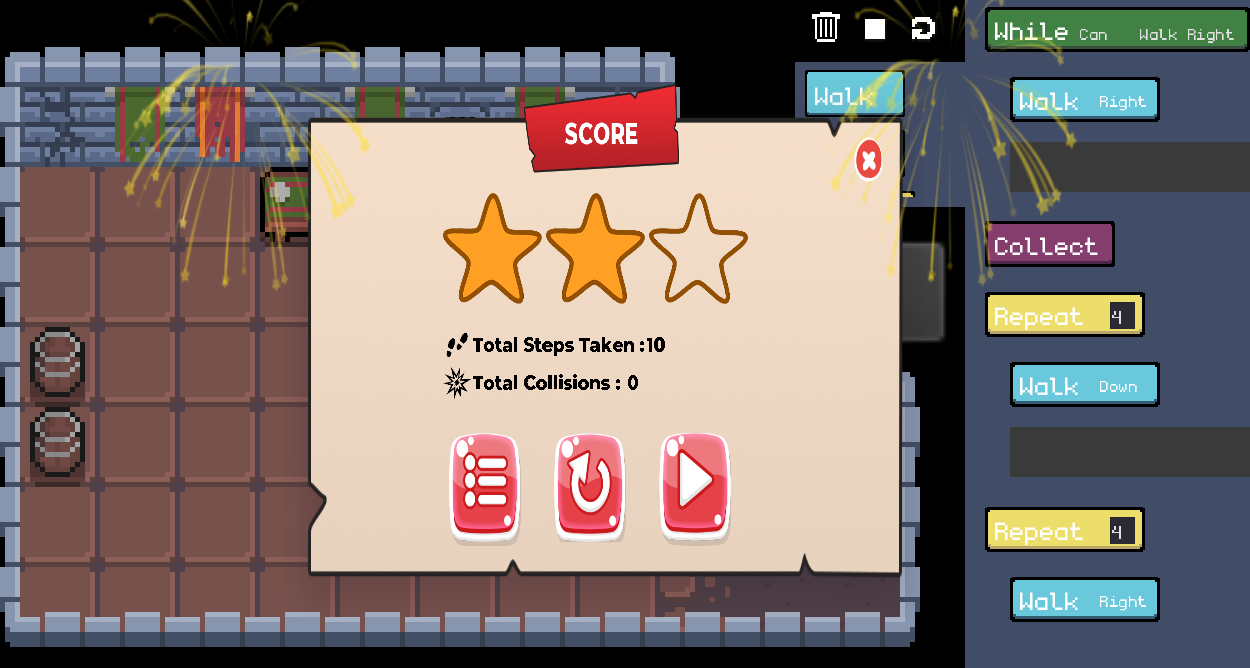 While Can Walk Right
Walk
Walk Right
SCORE
Collect
Repeat 4
Total Steps Taken :10
Total Collisions : 0
Walk Down
Repeat 4
Walk Right